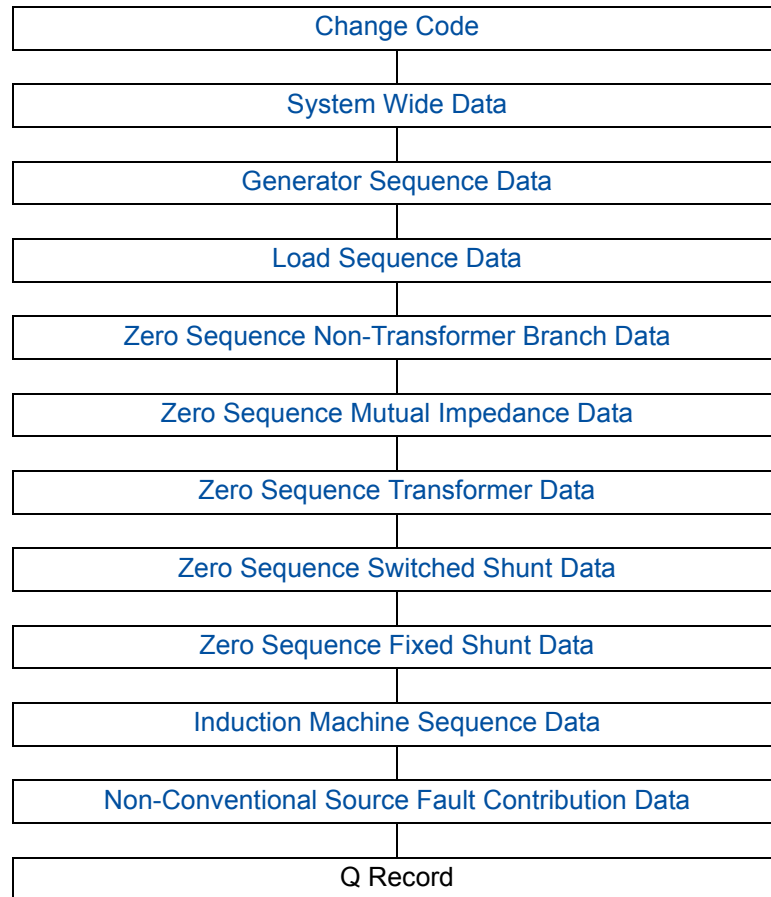 Change Code
System Wide Data
Generator Sequence Data
Load Sequence Data
Zero Sequence Non-Transformer Branch Data
Zero Sequence Mutual Impedance Data
Zero Sequence Transformer Data
Zero Sequence Switched Shunt Data
Zero Sequence Fixed Shunt Data
Induction Machine Sequence Data
Non-Conventional Source Fault Contribution Data
Q Record